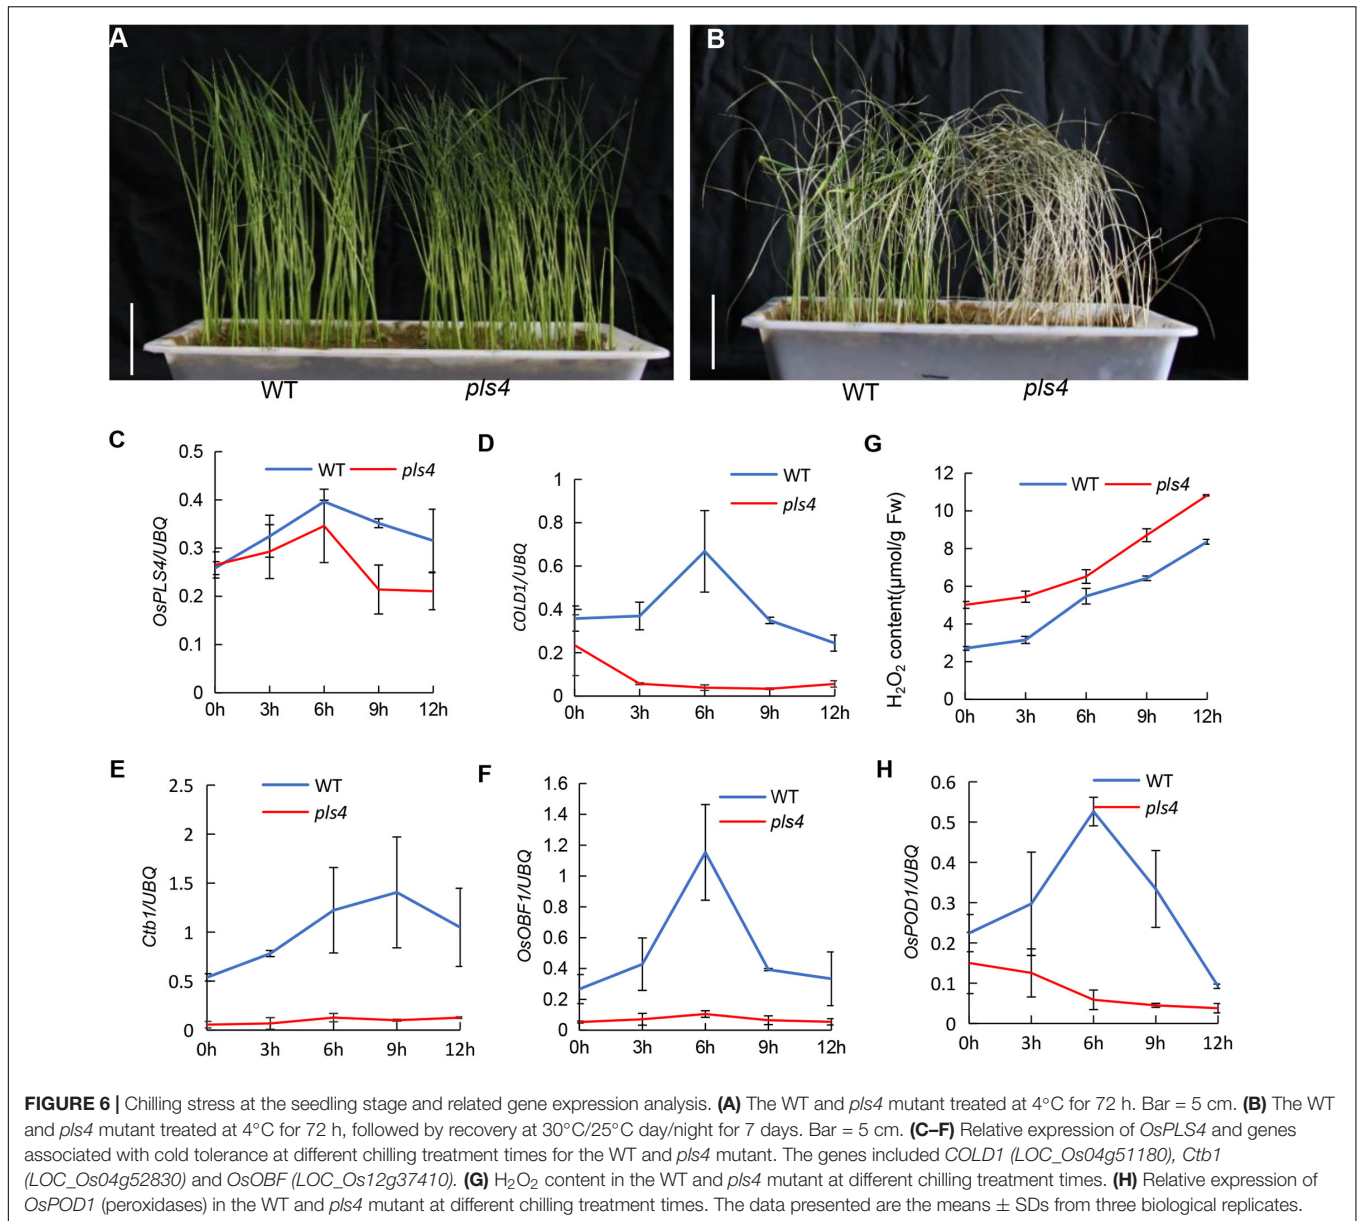 A
B
WT
pls4
WT
pls4
C
OsPLS4/UBQ
0.5
0.4
0.3
0.2
0.1
0
WT
pls4
0h 3h 6h 9h 12h
D
COLD1/UBQ
1
0.8
0.6
0.4
0.2
0
WT
pls4
0h 3h 6h 9h 12h
G
H₂O₂ content(μmol/g Fw)
12
10
8
6
4
2
0
WT
pls4
0h 3h 6h 9h 12h
E
Ctb1/UBQ
2.5
2
1.5
1
0.5
0
WT
pls4
0h 3h 6h 9h 12h
F
OsOBF1/UBQ
1.6
1.4
1.2
1
0.8
0.6
0.4
0.2
0
WT
pls4
0h 3h 6h 9h 12h
H
OsPOD1/UBQ
0.6
0.5
0.4
0.3
0.2
0.1
0
WT
pls4
0h 3h 6h 9h 12h
FIGURE 6 | Chilling stress at the seedling stage and related gene expression analysis. (A) The WT and pls4 mutant treated at 4°C for 72 h. Bar = 5 cm. (B) The WT
and pls4 mutant treated at 4°C for 72 h, followed by recovery at 30°C/25°C day/night for 7 days. Bar = 5 cm. (C–F) Relative expression of OsPLS4 and genes
associated with cold tolerance at different chilling treatment times for the WT and pls4 mutant. The genes included COLD1 (LOC_Os04g51180), Ctb1
(LOC_Os04g52830) and OsOBF (LOC_Os12g37410). (G) H₂O₂ content in the WT and pls4 mutant at different chilling treatment times. (H) Relative expression of
OsPOD1 (peroxidases) in the WT and pls4 mutant at different chilling treatment times. The data presented are the means ± SDs from three biological replicates.